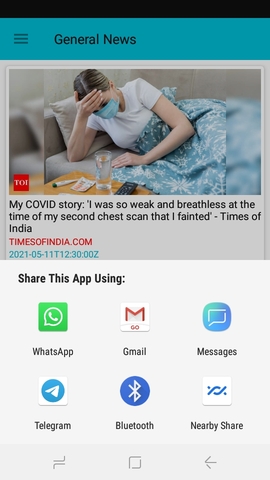 General News
TOI
My COVID story: 'I was so weak and breathless at the
time of my second chest scan that I fainted' - Times of
India
TIMESOFINDIA.COM
2021-05-11T12:30:00Z
Share This App Using:
GO
WhatsApp
Gmail
Messages
Telegram
Bluetooth
Nearby Share